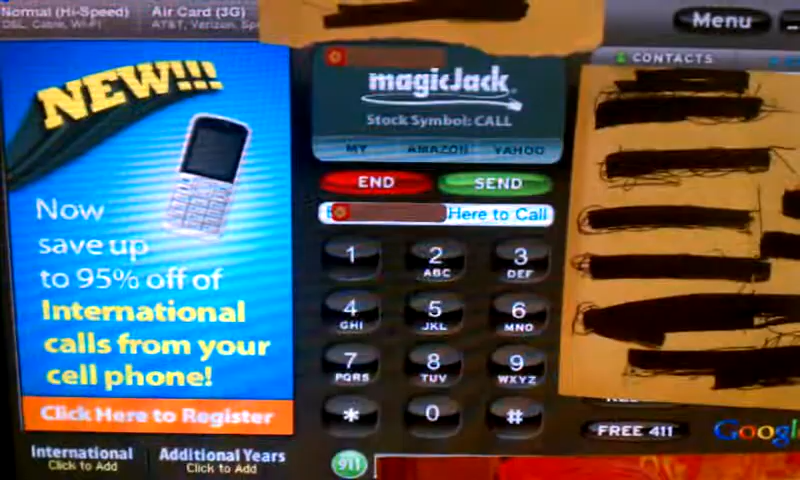 Normal (Hi-Speed)
DSL, Cable, Wi-Fi
Air Card (3G)
AT&T, Verizon, Spr
Menu
NEW!!!
Now
save up
to 95% off of
International
calls from your
cell phone!
Click Here to Register
International
Click to Add
Additional Years
Click to Add
magicJack
Stock Symbol: CALL
MY
AMAZON
YAHOO
END
SEND
Here to Call
1
2
ABC
3
DEF
4
GHI
5
JKL
6
MNO
7
PQRS
8
TUV
9
WXYZ
*
0
#
911
CONTACTS
FREE 411
Google